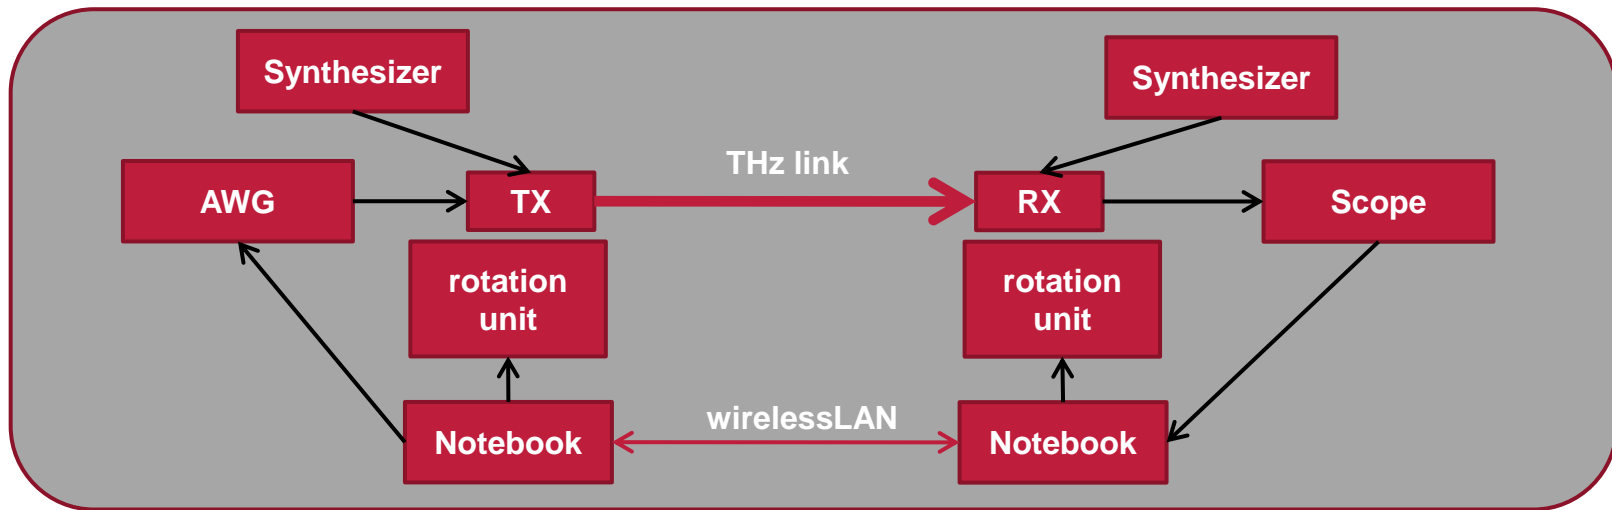 Synthesizer
Synthesizer
THz link
AWG
TX
RX
Scope
rotation
unit
rotation
unit
wirelessLAN
Notebook
Notebook